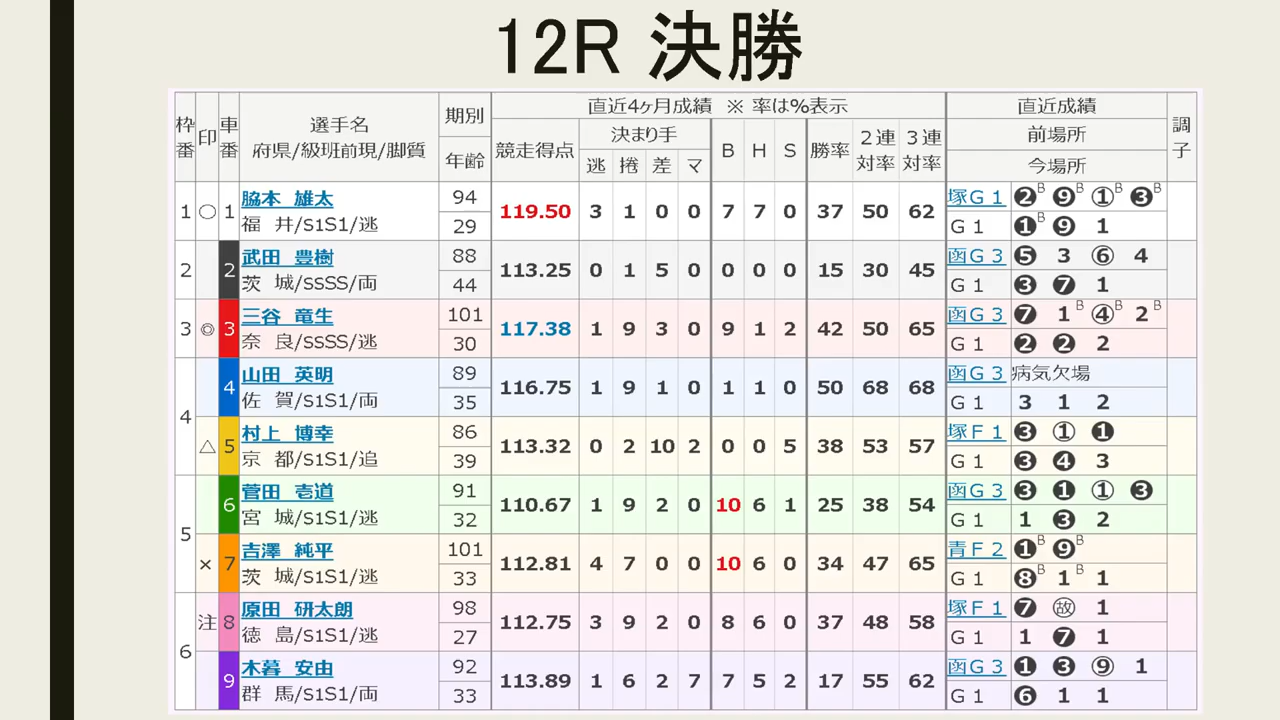 12R 決勝
枠番 印 車番 選手名 府県/級班前現/脚質 期別 年齢 直近4ヶ月成績 ※ 率は%表示 直近成績 調子
競走得点 決まり手 B H S 勝率 2連対率 3連対率 前場所
逃 捲 差 マ 今場所
1 ○ 1 脇本 雄太 94 119.50 3 1 0 0 7 7 0 37 50 62 塚G1 ❷B ❾B ①B ❸B
福 井/S1S1/逃 29 G1 ❶B ❾ 1
2 2 武田 豊樹 88 113.25 0 1 5 0 0 0 0 15 30 45 函G3 ❺ 3 ⑥ 4
茨 城/SSSS/両 44 G1 ❸ ❼ 1
3 ◎ 3 三谷 竜生 101 117.38 1 9 3 0 9 1 2 42 50 65 函G3 ❼ 1B ④B 2B
奈 良/SSSS/逃 30 G1 ❷ ❷ 2
4 4 山田 英明 89 116.75 1 9 1 0 1 1 0 50 68 68 函G3 病気欠場
佐 賀/S1S1/両 35 G1 3 1 2
△ 5 村上 博幸 86 113.32 0 2 10 2 0 0 5 38 53 57 塚F1 ❸ ① ❶
京 都/S1S1/追 39 G1 ❸ ❹ 3
5 6 菅田 壱道 91 110.67 1 9 2 0 10 6 1 25 38 54 函G3 ❸ ❶ ① ❸
宮 城/S1S1/逃 32 G1 1 ❸ 2
× 7 吉澤 純平 101 112.81 4 7 0 0 10 6 0 34 47 65 青F2 ❶B ❾B
茨 城/S1S1/逃 33 G1 ❽B 1B 1
6 注 8 原田 研太朗 98 112.75 3 9 2 0 8 6 0 37 48 58 塚F1 ❼ ㊙故 1
徳 島/S1S1/逃 27 G1 1 ❼ 1
9 木暮 安由 92 113.89 1 6 2 7 7 5 2 17 55 62 函G3 ❶ ❸ ⑨ 1
群 馬/S1S1/両 33 G1 ❻ 1 1